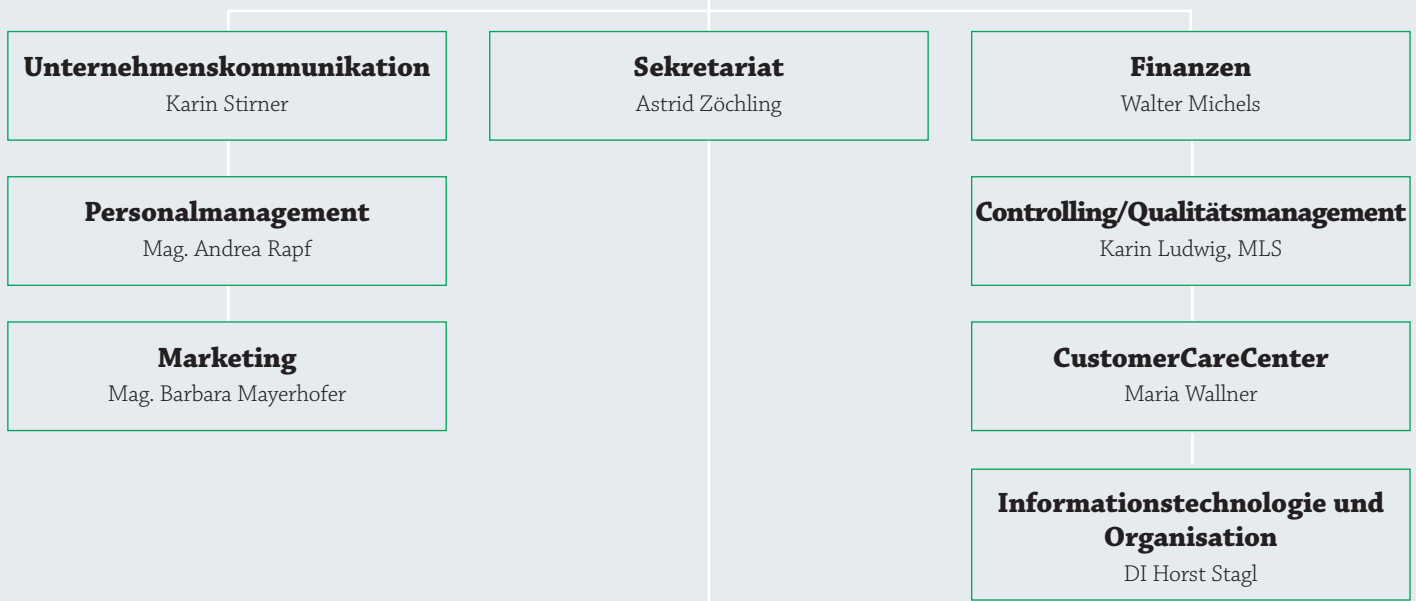 Unternehmenskommunikation
Karin Stirner
Sekretariat
Astrid Zöchling
Finanzen
Walter Michels
Personalmanagement
Mag. Andrea Rapf
Controlling/Qualitätsmanagement
Karin Ludwig, MLS
Marketing
Mag. Barbara Mayerhofer
CustomerCareCenter
Maria Wallner
Informationstechnologie und
Organisation
DI Horst Stagl